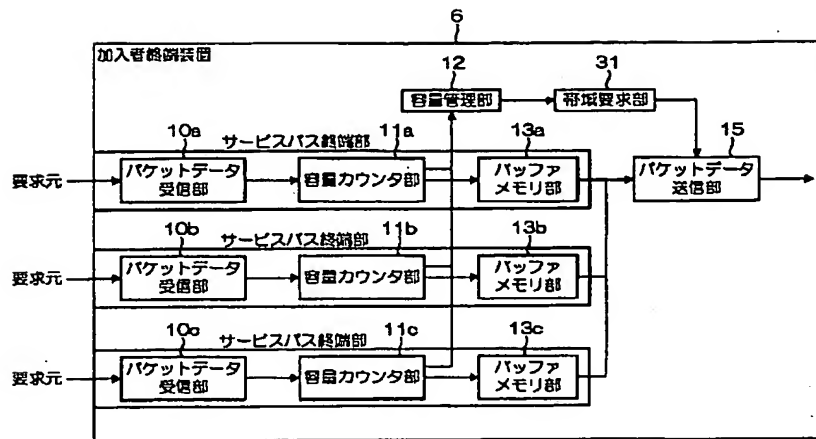 6
加入者終端装置
12
31
容量管理部
帯域要求部
サービスパス終端部
10a
11a
13a
15
要求元
パケットデータ
受信部
容量カウンタ部
バッファ
メモリ部
パケットデータ
送信部
サービスパス終端部
10b
11b
13b
要求元
パケットデータ
受信部
容量カウンタ部
バッファ
メモリ部
サービスパス終端部
10c
11c
13c
要求元
パケットデータ
受信部
容量カウンタ部
バッファ
メモリ部